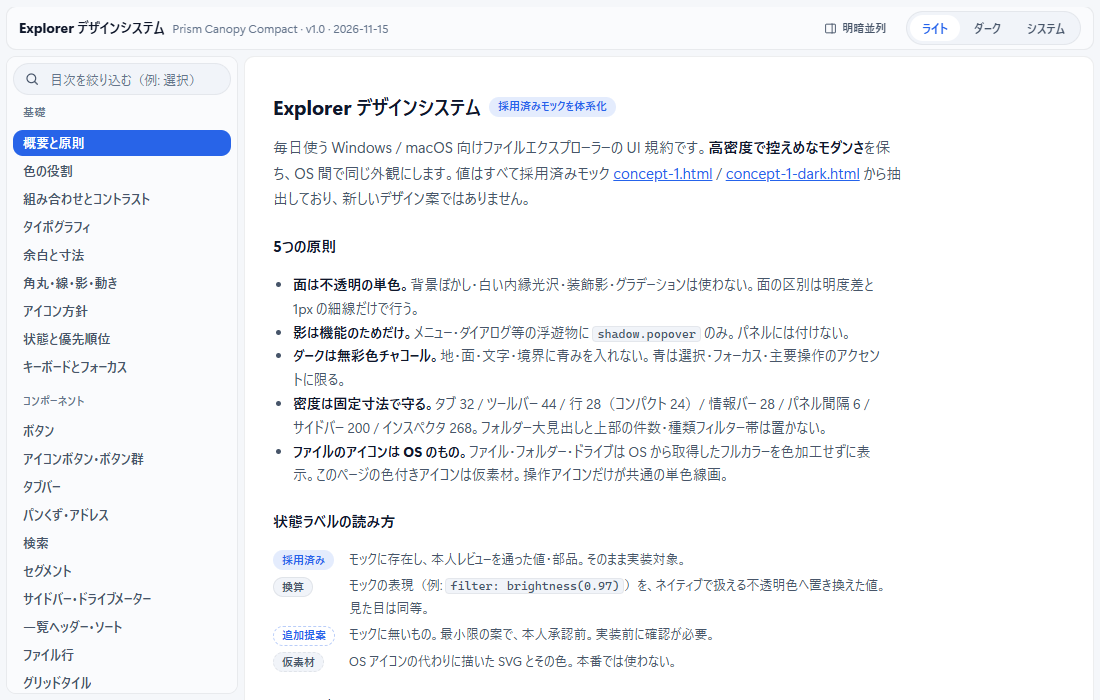 Explorer デザインシステム Prism Canopy Compact · v1.0 · 2026-11-15
明暗並列 ライト ダーク システム
目次を絞り込む（例: 選択）
基礎
概要と原則
色の役割
組み合わせとコントラスト
タイポグラフィ
余白と寸法
角丸・線・影・動き
アイコン方針
状態と優先順位
キーボードとフォーカス
コンポーネント
ボタン
アイコンボタン・ボタン群
タブバー
パンくず・アドレス
検索
セグメント
サイドバー・ドライブメーター
一覧ヘッダー・ソート
ファイル行
グリッドタイル
Explorer デザインシステム 採用済みモックを体系化
毎日使う Windows / macOS 向けファイルエクスプローラーの UI 規約です。高密度で控えめなモダンさを保
ち、OS 間で同じ外観にします。値はすべて採用済みモック concept-1.html / concept-1-dark.html から抽
出しており、新しいデザイン案ではありません。
5つの原則
• 面は不透明の単色。背景ぼかし・白い内縁光沢・装飾影・グラデーションは使わない。面の区別は明度差と
1px の細線だけで行う。
• 影は機能のためだけ。メニュー・ダイアログ等の浮遊物に shadow.popover のみ。パネルには付けない。
• ダークは無彩色チャコール。地・面・文字・境界に青みを入れない。青は選択・フォーカス・主要操作のアクセン
トに限る。
• 密度は固定寸法で守る。タブ 32 / ツールバー 44 / 行 28（コンパクト 24）/ 情報バー 28 / パネル間隔 6 /
サイドバー 200 / インスペクタ 268。フォルダー大見出しと上部の件数・種類フィルター帯は置かない。
• ファイルのアイコンは OS のもの。ファイル・フォルダー・ドライブは OS から取得したフルカラーを色加工せずに表
示。このページの色付きアイコンは仮素材。操作アイコンだけが共通の単色線画。
状態ラベルの読み方
採用済み モックに存在し、本人レビューを通った値・部品。そのまま実装対象。
換算 モックの表現（例: filter: brightness(0.97)）を、ネイティブで扱える不透明色へ置き換えた値。
見た目は同等。
追加提案 モックに無いもの。最小限の案で、本人承認前。実装前に確認が必要。
仮素材 OS アイコンの代わりに描いた SVG とその色。本番では使わない。